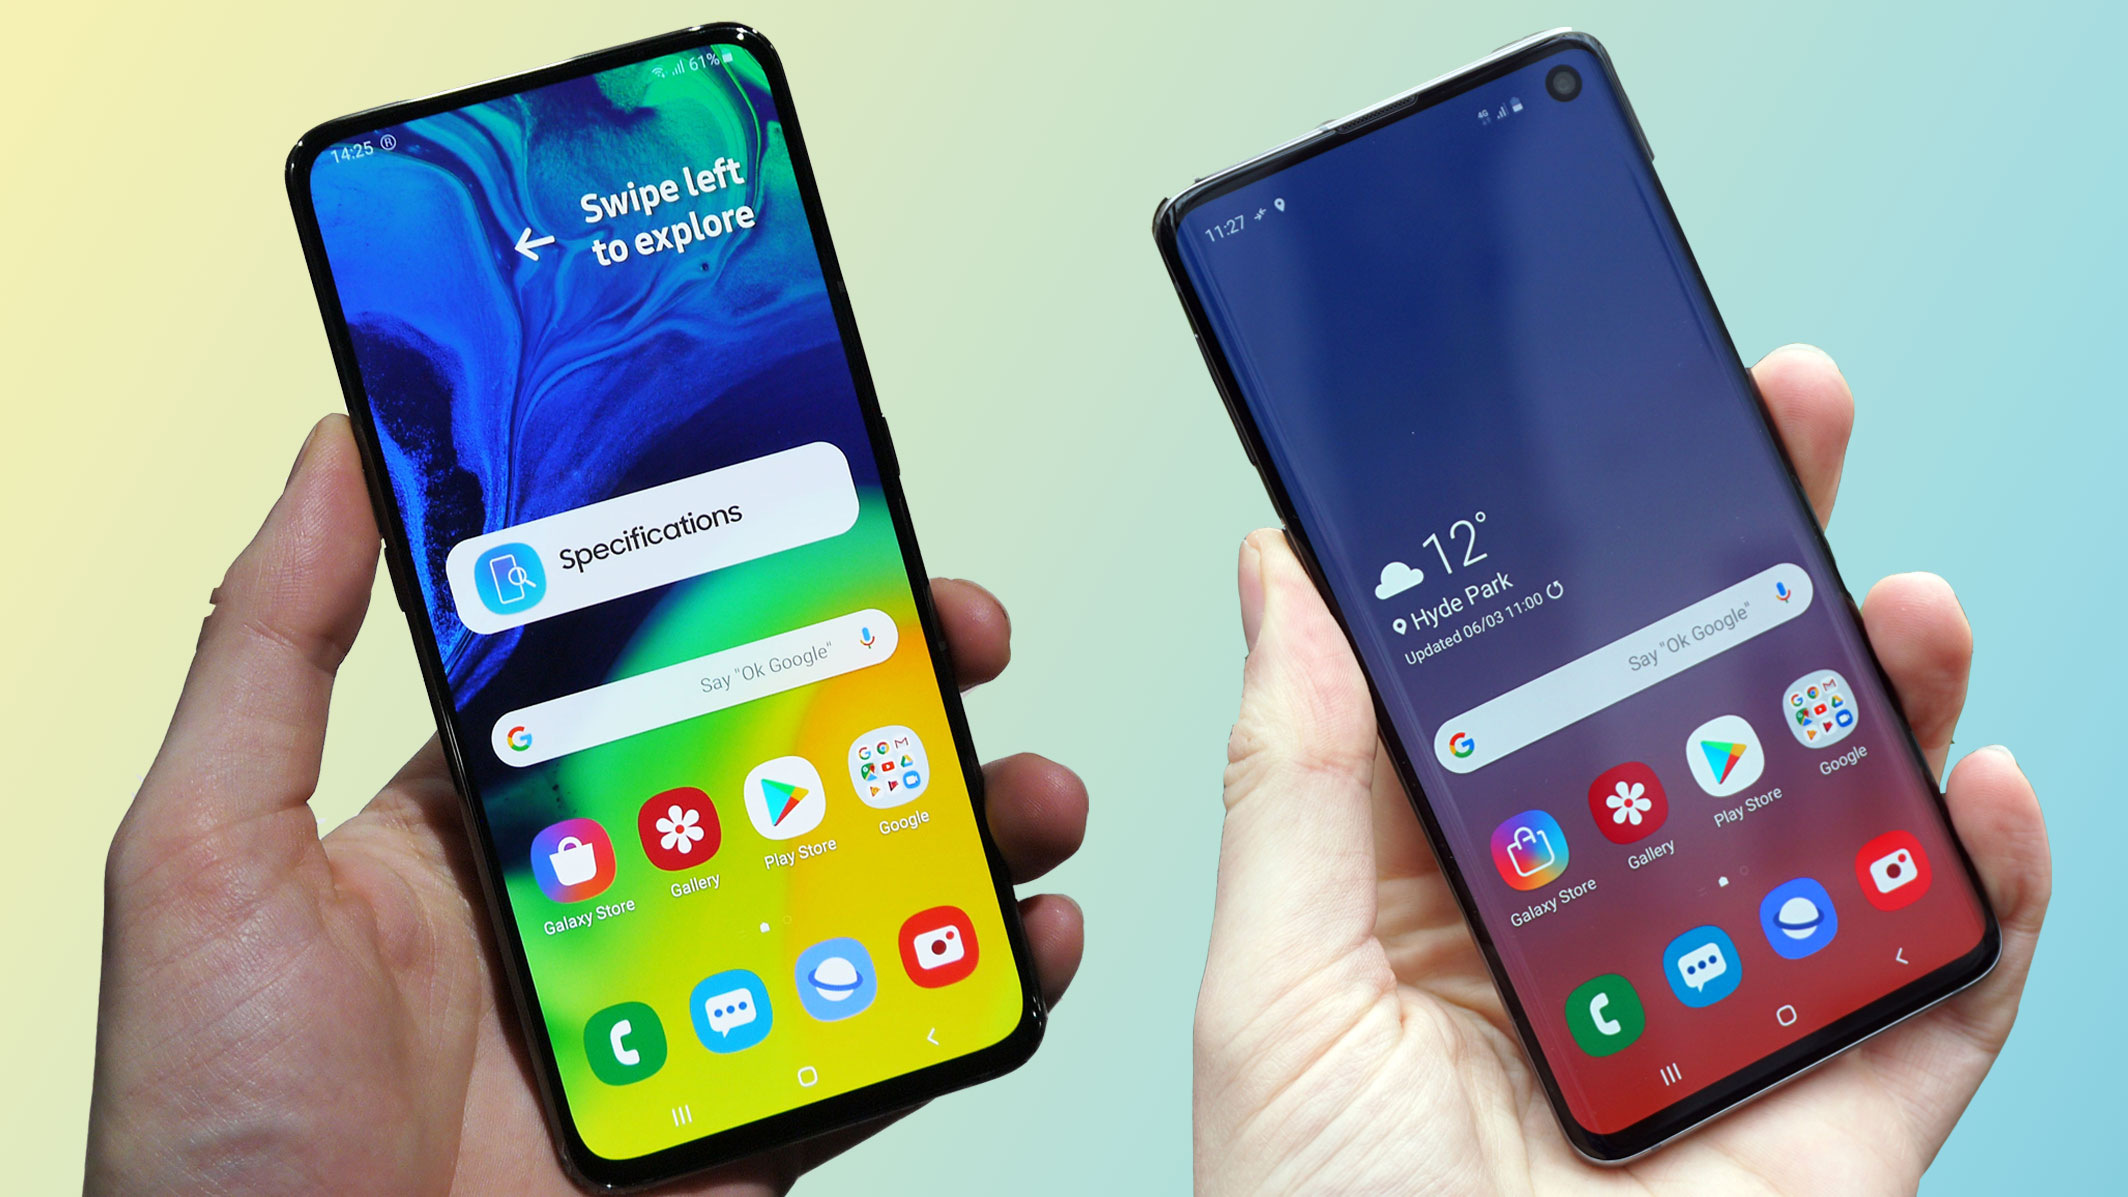 14:25 ®
61%
Swipe left
to explore
Specifications
Say "Ok Google"
Galaxy Store
Gallery
Play Store
Google
11:27
4G
12°
Hyde Park
Updated 06/03 11:00
Say "Ok Google"
Galaxy Store
Gallery
Play Store
Google